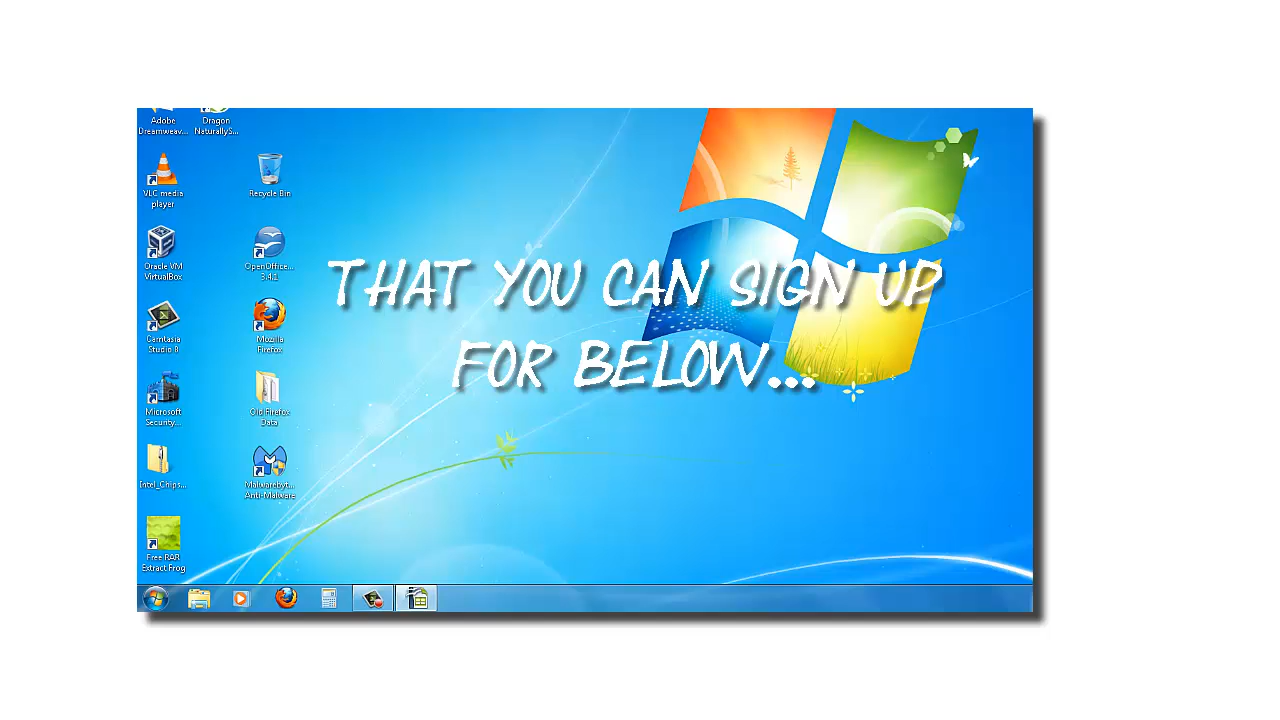 Adobe
Dreamweav...
Dragon
NaturallyS...
VLC media
player
Recycle Bin
Oracle VM
VirtualBox
OpenOffice...
3.4.1
Camtasia
Studio 8
Mozilla
Firefox
Microsoft
Security...
Old Firefox
Data
Intel_Chips...
Malwarebyt...
Anti-Malware
Free RAR
Extract Frog
THAT YOU CAN SIGN UP
FOR BELOW...